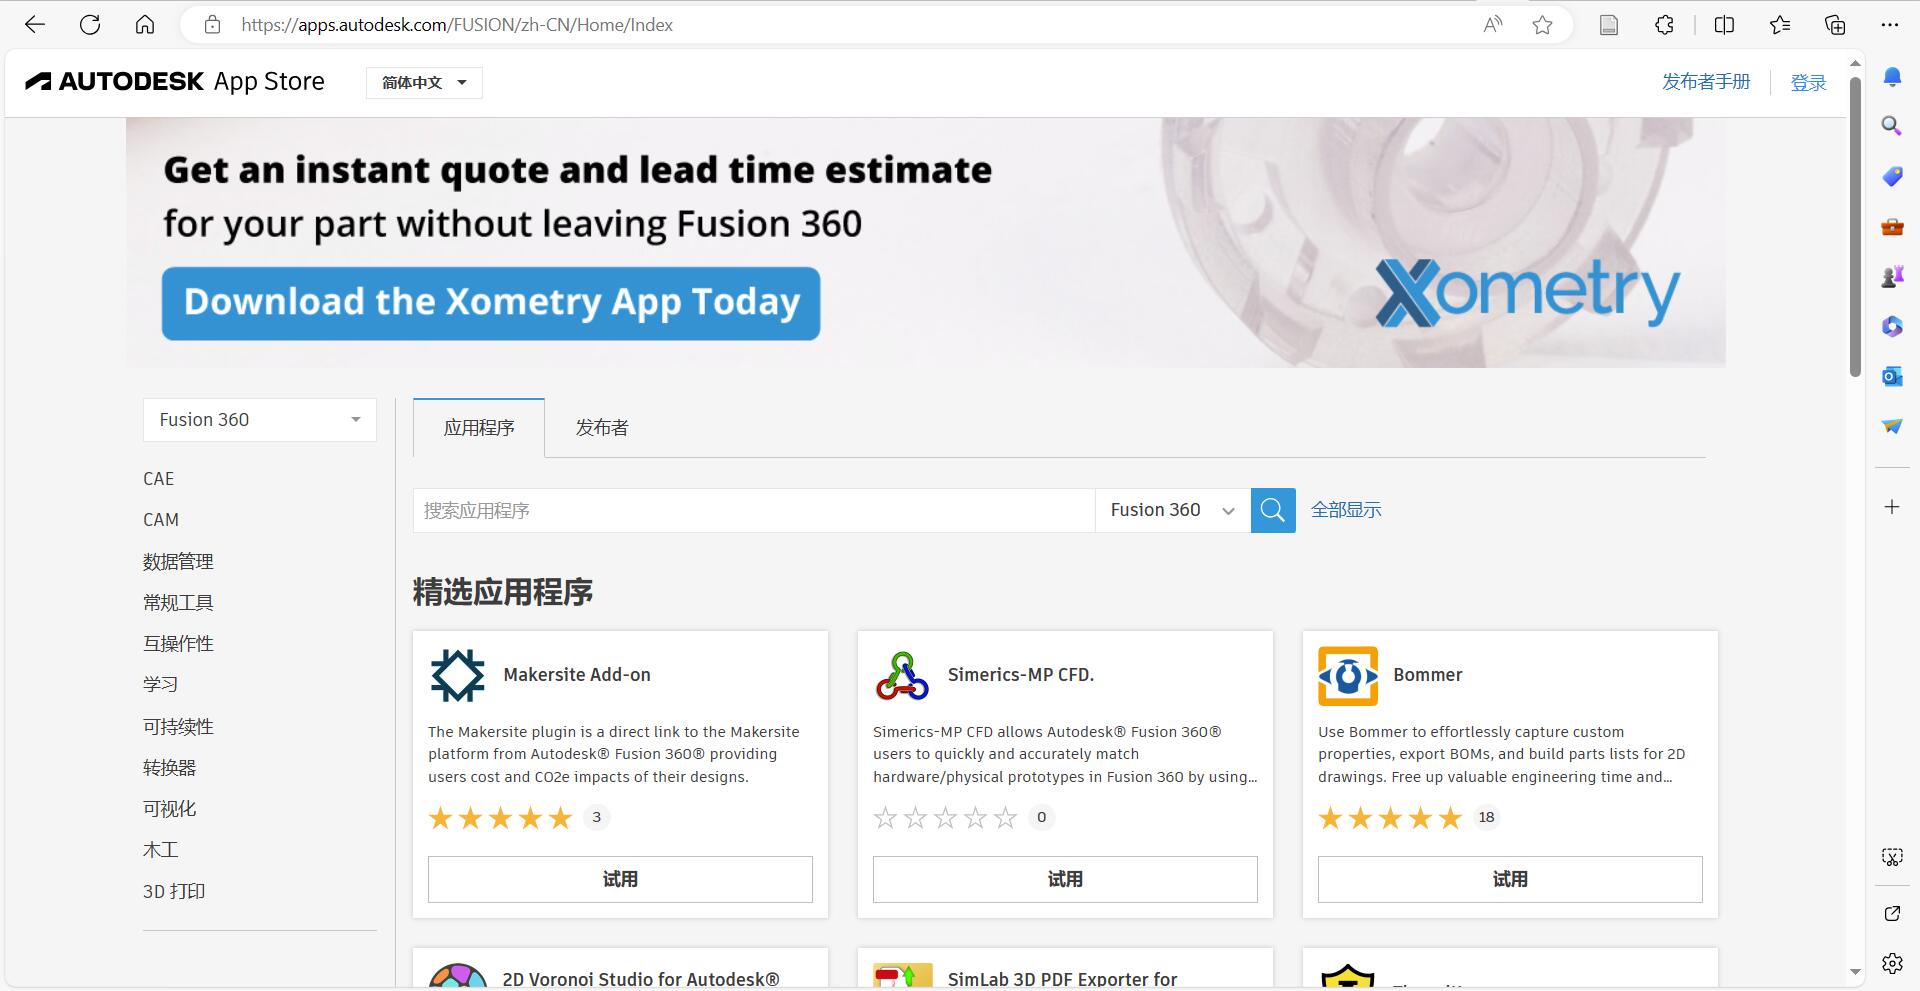 https://apps.autodesk.com/FUSION/zh-CN/Home/Index
AUTODESK App Store
简体中文
发布者手册
登录
Get an instant quote and lead time estimate
for your part without leaving Fusion 360
Download the Xometry App Today
Xometry
Fusion 360
CAE
CAM
数据管理
常规工具
互操作性
学习
可持续性
转换器
可视化
木工
3D 打印
应用程序
发布者
搜索应用程序
Fusion 360
全部显示
精选应用程序
Makersite Add-on
The Makersite plugin is a direct link to the Makersite
platform from Autodesk® Fusion 360® providing
users cost and CO2e impacts of their designs.
3
试用
Simerics-MP CFD.
Simerics-MP CFD allows Autodesk® Fusion 360®
users to quickly and accurately match
hardware/physical prototypes in Fusion 360 by using...
0
试用
Bommer
Use Bommer to effortlessly capture custom
properties, export BOMs, and build parts lists for 2D
drawings. Free up valuable engineering time and...
18
试用
2D Voronoi Studio for Autodesk®
SimLab 3D PDF Exporter for